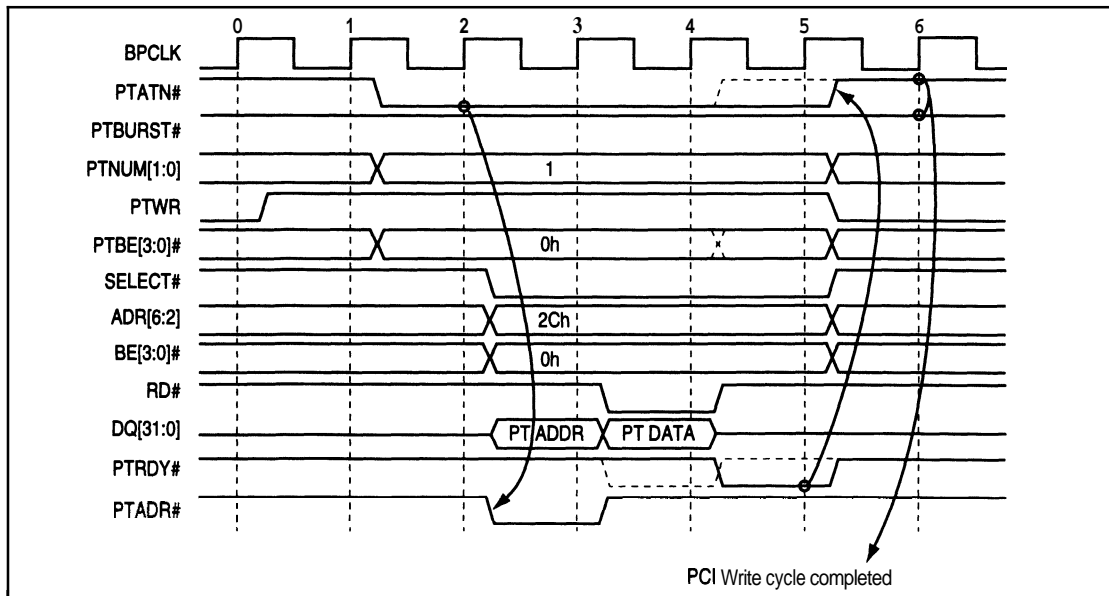 0 1 2 3 4 5 6
BPCLK
PTATN#
PTBURST#
PTNUM[1:0] 1
PTWR
PTBE[3:0]# 0h
SELECT#
ADR[6:2] 2Ch
BE[3:0]# 0h
RD#
DQ[31:0] PT ADDR PT DATA
PTRDY#
PTADR#
PCI Write cycle completed